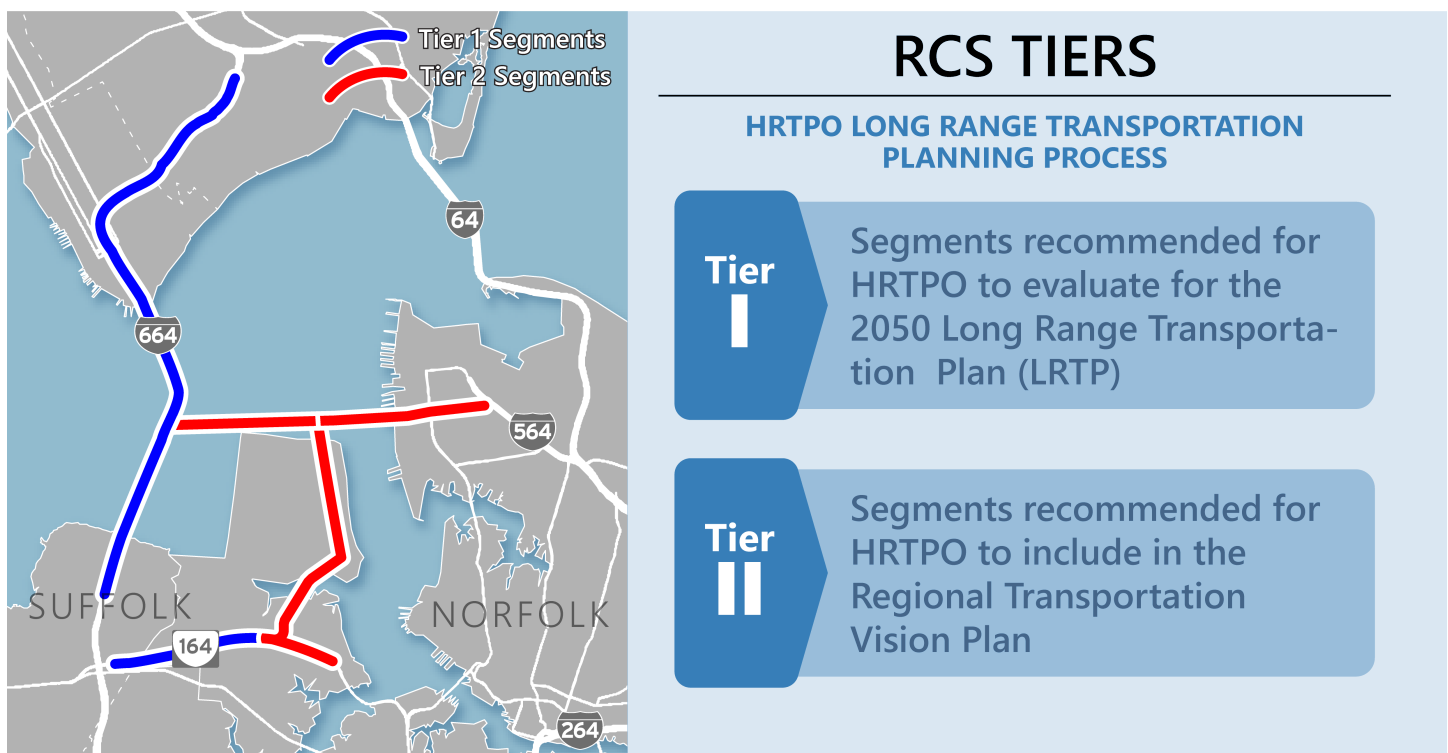 Tier 1 Segments
Tier 2 Segments
64
664
564
SUFFOLK
NORFOLK
164
264
RCS TIERS
HRTPO LONG RANGE TRANSPORTATION
PLANNING PROCESS
Tier
I
Segments recommended for
HRTPO to evaluate for the
2050 Long Range Transporta-
tion Plan (LRTP)
Tier
II
Segments recommended for
HRTPO to include in the
Regional Transportation
Vision Plan